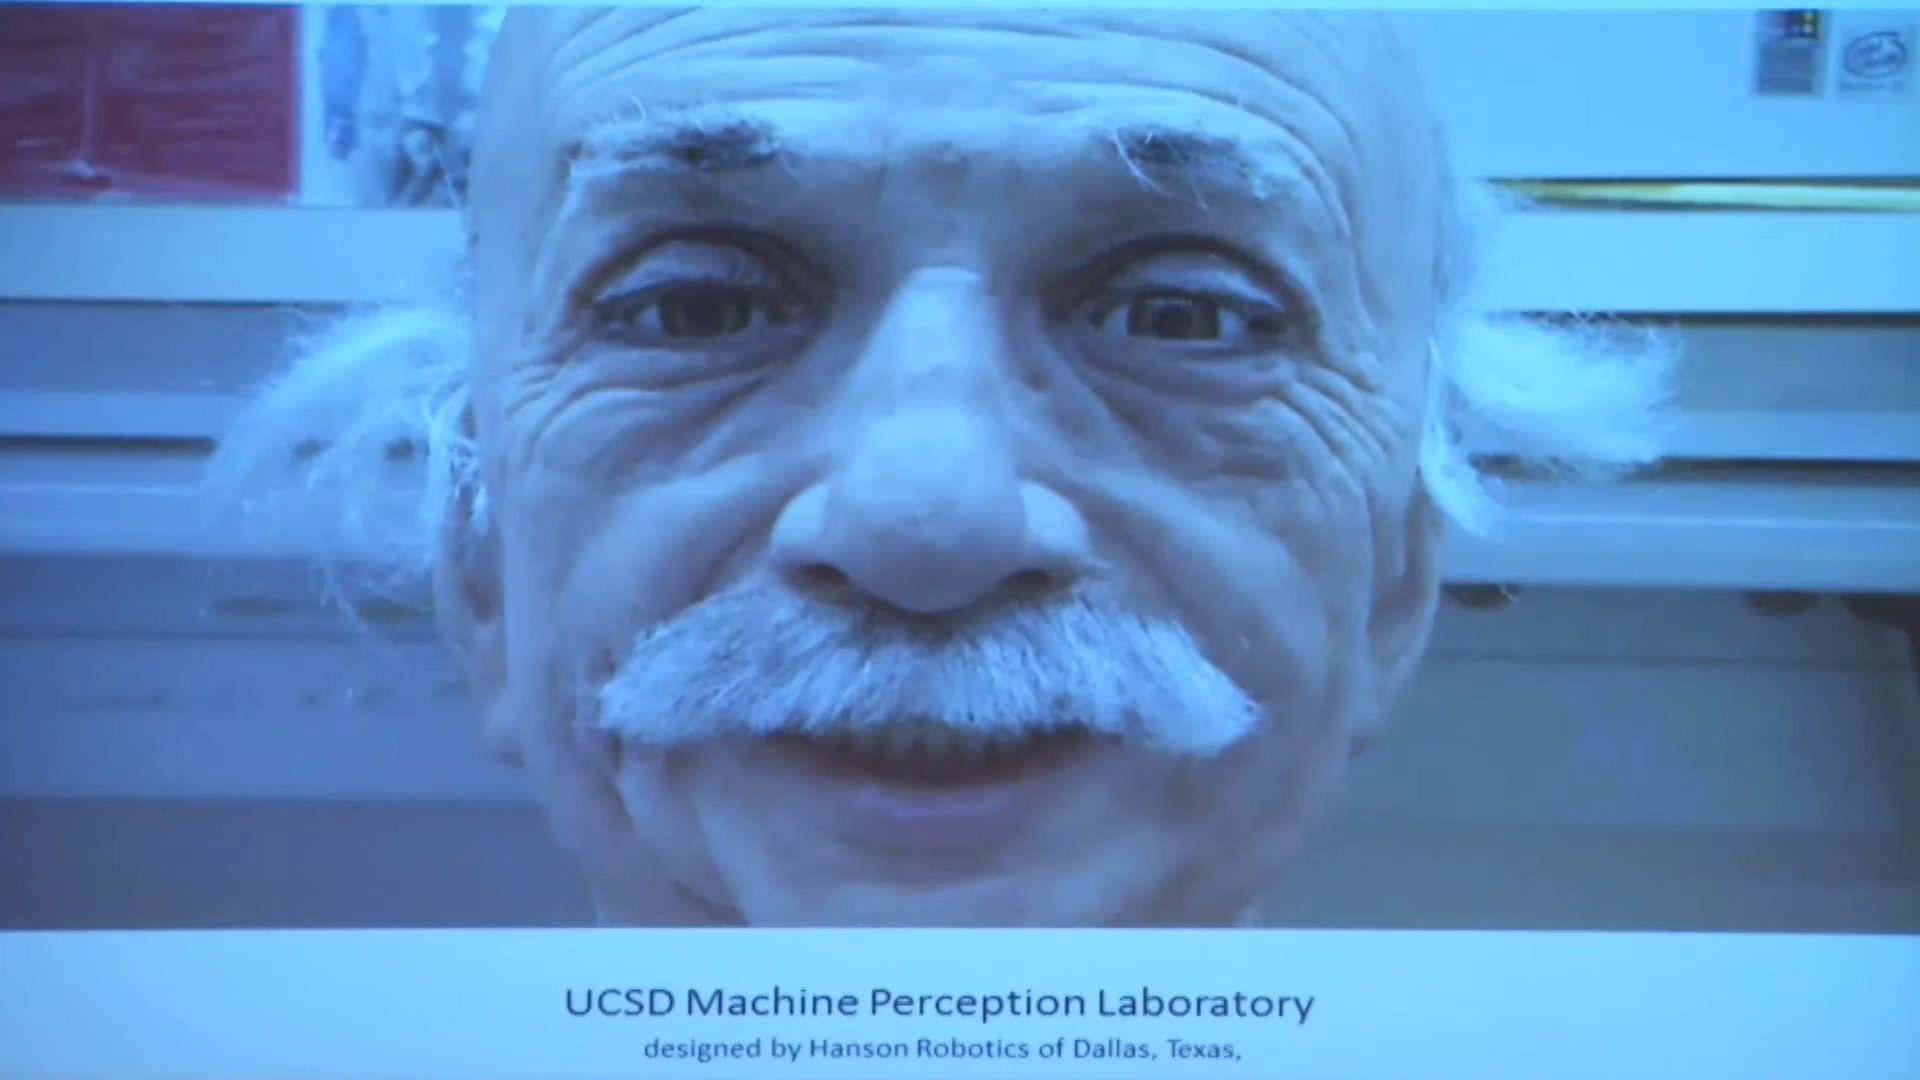 UCSD Machine Perception Laboratory
designed by Hanson Robotics of Dallas, Texas,